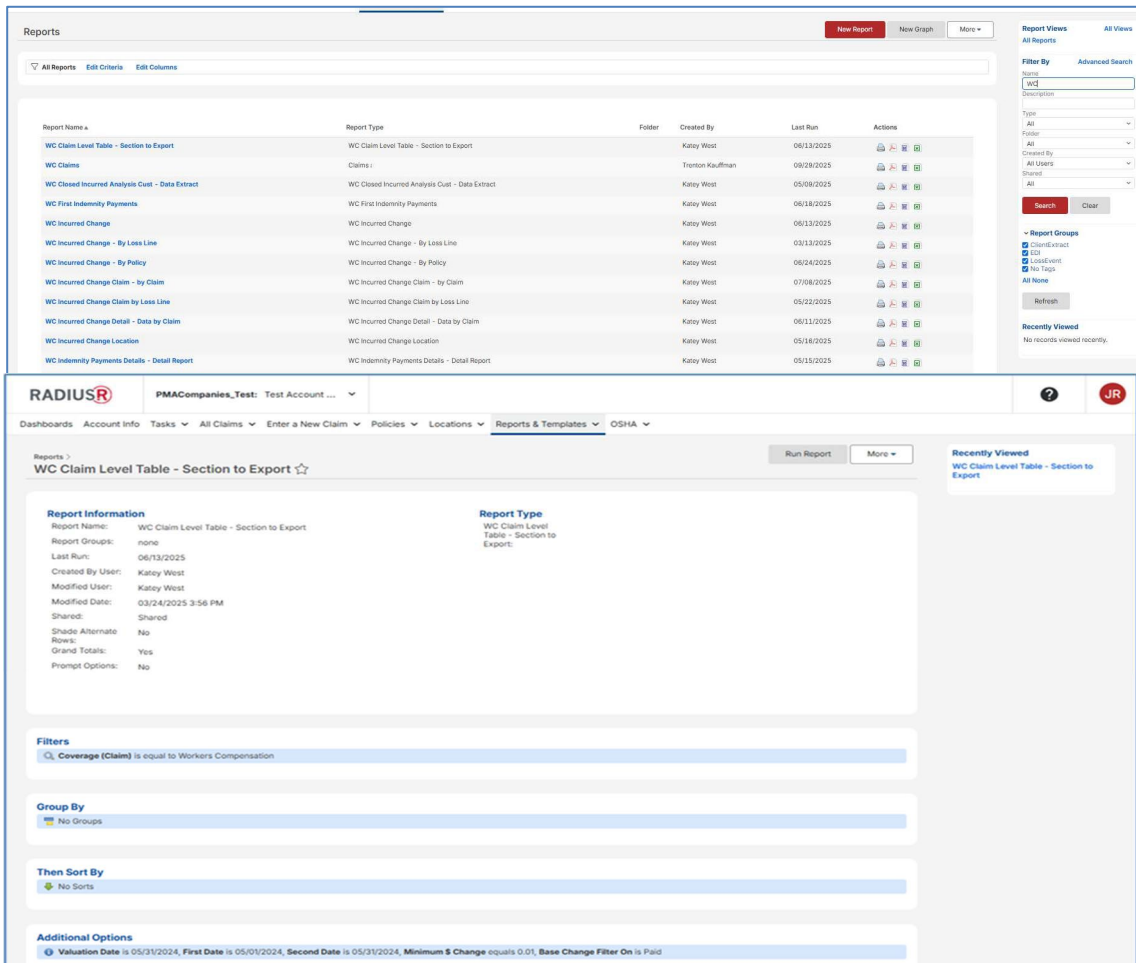 Reports
New Report New Graph More
All Reports Edit Criteria Edit Columns
Report Name Report Type Folder Created By Last Run Actions
WC Claim Level Table - Section to Export WC Claim Level Table - Section to Export Katey West 06/13/2025
WC Claims Claims : Trenton Kauffman 09/29/2025
WC Closed Incurred Analysis Cust - Data Extract WC Closed Incurred Analysis Cust - Data Extract Katey West 05/09/2025
WC First Indemnity Payments WC First Indemnity Payments Katey West 06/18/2025
WC Incurred Change WC Incurred Change Katey West 06/13/2025
WC Incurred Change - By Loss Line WC Incurred Change - By Loss Line Katey West 03/13/2025
WC Incurred Change - By Policy WC Incurred Change - By Policy Katey West 06/24/2025
WC Incurred Change Claim - by Claim WC Incurred Change Claim - by Claim Katey West 07/08/2025
WC Incurred Change Claim by Loss Line WC Incurred Change Claim by Loss Line Katey West 05/22/2025
WC Incurred Change Detail - Data by Claim WC Incurred Change Detail - Data by Claim Katey West 06/11/2025
WC Incurred Change Location WC Incurred Change Location Katey West 05/16/2025
WC Indemnity Payments Details - Detail Report WC Indemnity Payments Details - Detail Report Katey West 05/15/2025
Report Views All Views
All Reports
Filter By Advanced Search
Name
WC
Description
Type
All
Folder
All
Created By
All Users
Shared
All
Search Clear
Report Groups
ClientExtract
EDI
LossEvent
No Tags
All None
Refresh
Recently Viewed
No records viewed recently.
RADIUSR PMACompanies_Test: Test Account ... ? JR
Dashboards Account Info Tasks All Claims Enter a New Claim Policies Locations Reports & Templates OSHA
Reports >
WC Claim Level Table - Section to Export
Run Report More
Recently Viewed
WC Claim Level Table - Section to
Export
Report Information
Report Name: WC Claim Level Table - Section to Export
Report Groups: none
Last Run: 06/13/2025
Created By User: Katey West
Modified User: Katey West
Modified Date: 03/24/2025 3:56 PM
Shared: Shared
Shade Alternate
Rows: No
Grand Totals: Yes
Prompt Options: No
Report Type
WC Claim Level
Table - Section to
Export:
Filters
Coverage (Claim) is equal to Workers Compensation
Group By
No Groups
Then Sort By
No Sorts
Additional Options
Valuation Date is 05/31/2024, First Date is 05/01/2024, Second Date is 05/31/2024, Minimum $ Change equals 0.01, Base Change Filter On is Paid